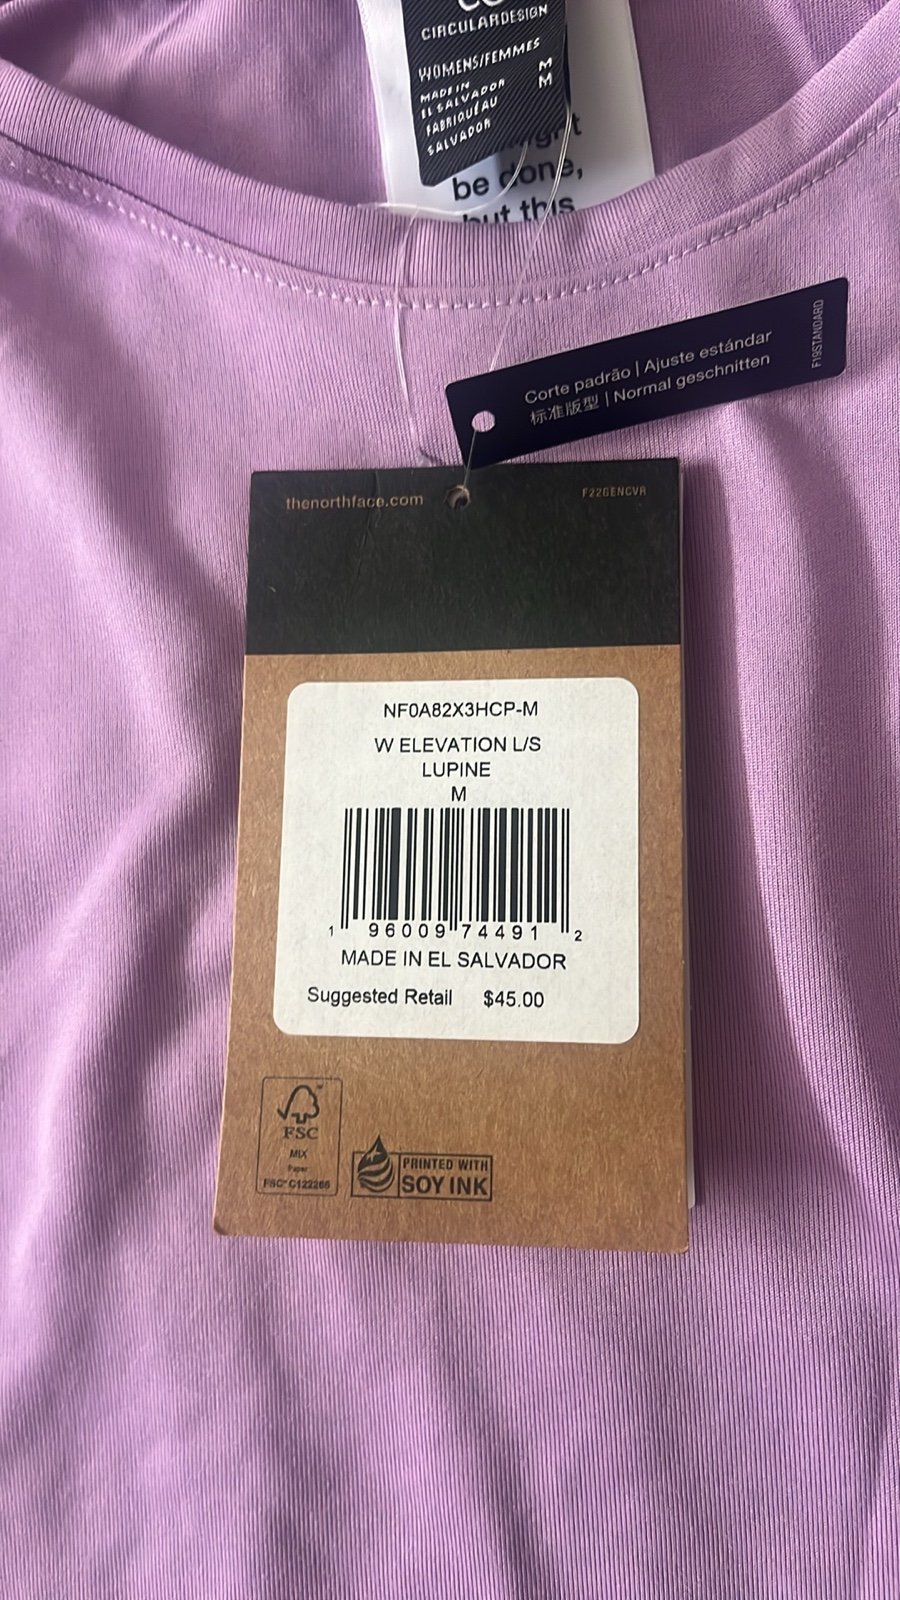 CIRCULARDESIGN
WOMENS/FEMMES M
MADE IN M
EL SALVADOR
FABRIQUÉ AU
SALVADOR
be done,
but this
Corte padrão | Ajuste estándar
标准版型 | Normal geschnitten
F19STANDARD
thenorthface.com
F22GENCVR
NF0A82X3HCP-M
W ELEVATION L/S
LUPINE
M
1 96009 74491 2
MADE IN EL SALVADOR
Suggested Retail $45.00
FSC
MIX
Paper
FSC® C122266
PRINTED WITH
SOY INK